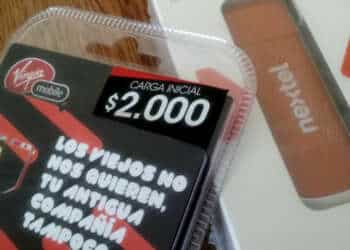 Virgin
mobile
CARGA INICIAL
$2.000
LOS VIEJOS NO
NOS QUIEREN,
TU ANTIGUA
COMPAÑÍA
TAMPOCO
nextel